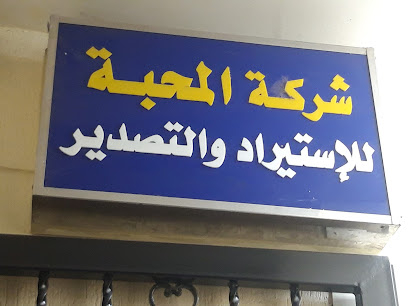 شركة المحبة
للإستيراد والتصدير